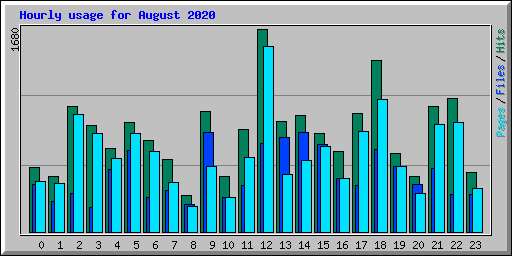 Hourly usage for August 2020
1680
Pages / Files / Hits
0 1 2 3 4 5 6 7 8 9 10 11 12 13 14 15 16 17 18 19 20 21 22 23